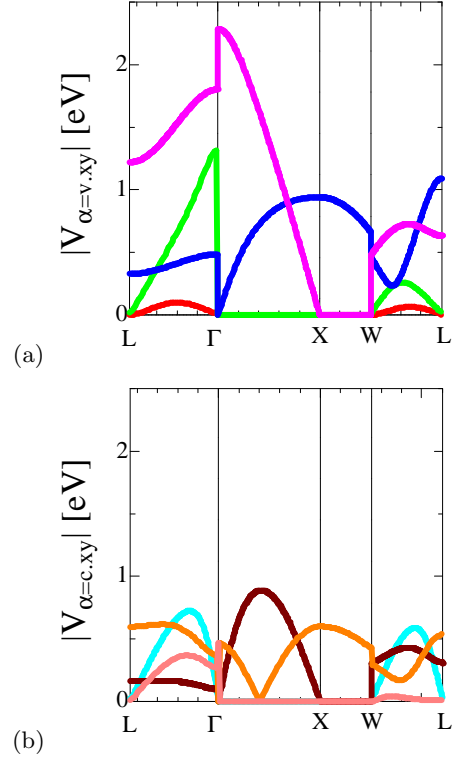 |V_{α=v.xy}| [eV]
2
1
0
L Γ X W L
(a)
|V_{α=c.xy}| [eV]
2
1
0
L Γ X W L
(b)